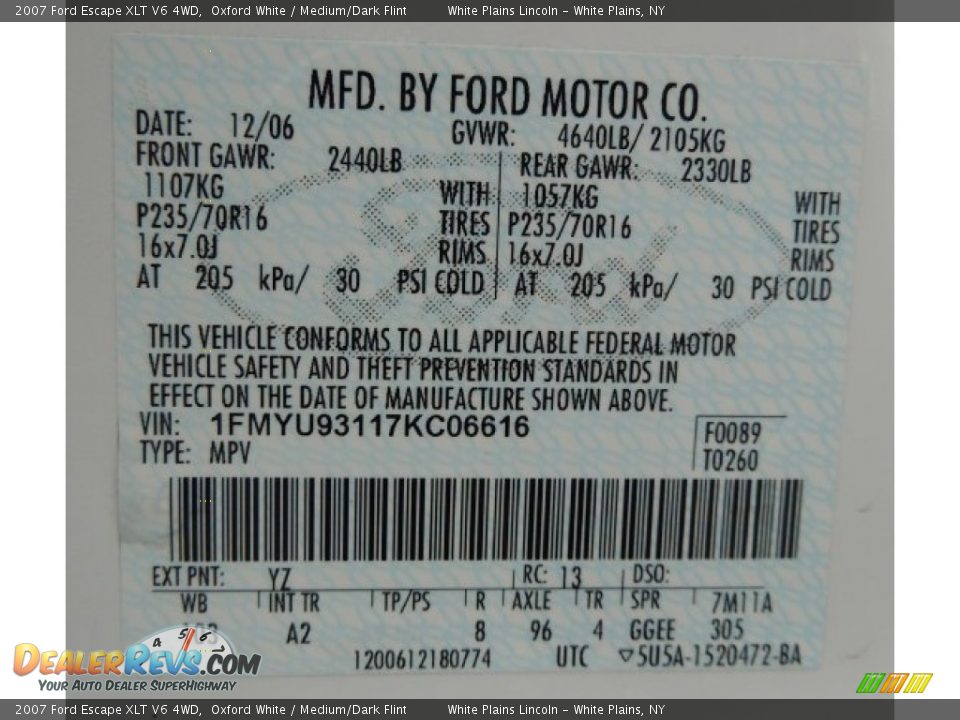 2007 Ford Escape XLT V6 4WD, Oxford White / Medium/Dark Flint White Plains Lincoln - White Plains, NY
MFD. BY FORD MOTOR CO.
DATE: 12/06 GVWR: 4640LB/ 2105KG
FRONT GAWR: 2440LB REAR GAWR: 2330LB
1107KG WITH 1057KG WITH
P235/70R16 TIRES P235/70R16 TIRES
16x7.0J RIMS 16x7.0J RIMS
AT 205 kPa/ 30 PSI COLD AT 205 kPa/ 30 PSI COLD
Ford
THIS VEHICLE CONFORMS TO ALL APPLICABLE FEDERAL MOTOR
VEHICLE SAFETY AND THEFT PREVENTION STANDARDS IN
EFFECT ON THE DATE OF MANUFACTURE SHOWN ABOVE.
VIN: 1FMYU93117KC06616 F0089
TYPE: MPV T0260
EXT PNT: YZ RC: 13 DSO:
WB INT TR TP/PS R AXLE TR SPR 7M11A
A2 8 96 4 GGEE 305
1200612180774 UTC ▽5U5A-1520472-BA
4 5 6
DEALERREVS.COM
YOUR AUTO DEALER SUPERHIGHWAY
2007 Ford Escape XLT V6 4WD, Oxford White / Medium/Dark Flint White Plains Lincoln - White Plains, NY